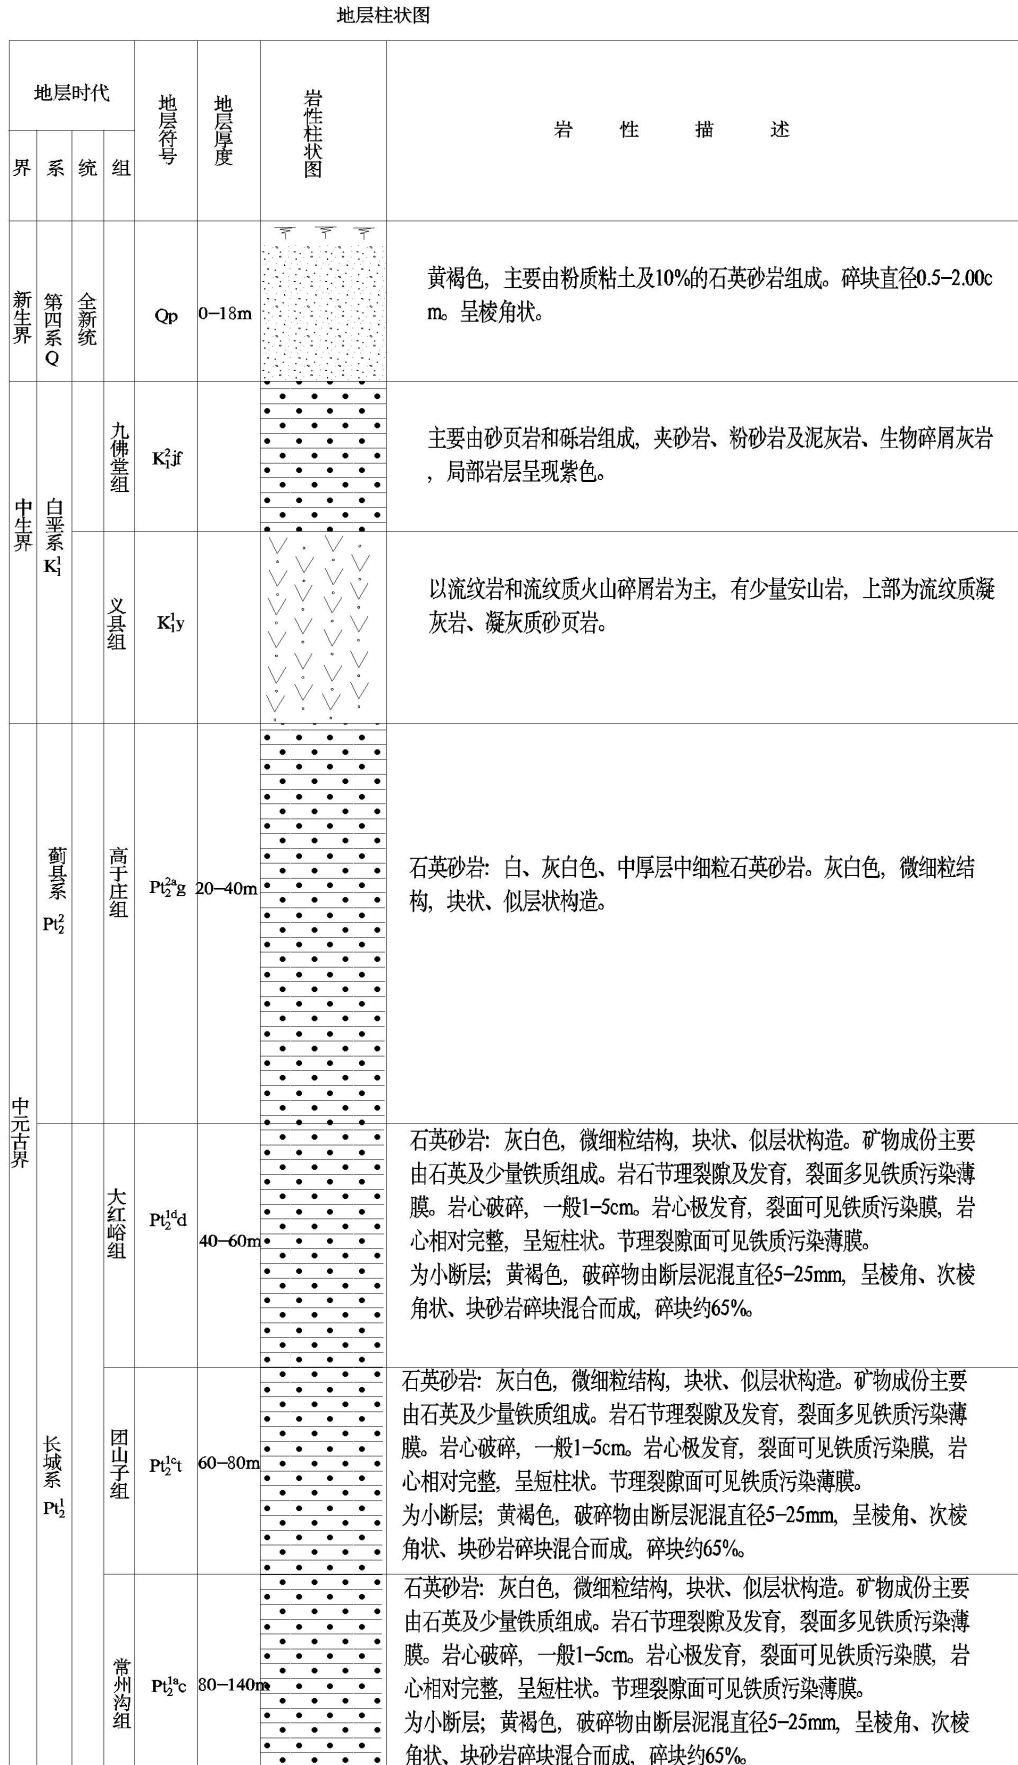 地层柱状图
地层时代
地层符号
地层厚度
岩性柱状图
岩 性 描 述
界 系 统 组
新生界
第四系Q
全新统
Qp
0-18m
黄褐色，主要由粉质粘土及10%的石英砂岩组成。碎块直径0.5-2.00c
m。呈棱角状。
中生界
白垩系K₁¹
九佛堂组
K₁²jf
主要由砂页岩和砾岩组成，夹砂岩、粉砂岩及泥灰岩、生物碎屑灰岩
，局部岩层呈现紫色。
义县组
K₁¹y
以流纹岩和流纹质火山碎屑岩为主，有少量安山岩，上部为流纹质凝
灰岩、凝灰质砂页岩。
中元古界
蓟县系Pt₂²
高于庄组
Pt₂²ᵃg
20-40m
石英砂岩：白、灰白色、中厚层中细粒石英砂岩。灰白色，微细粒结
构，块状、似层状构造。
长城系Pt₂¹
大红峪组
Pt₂¹ᵈd
40-60m
石英砂岩：灰白色，微细粒结构，块状、似层状构造。矿物成份主要
由石英及少量铁质组成。岩石节理裂隙及发育，裂面多见铁质污染薄
膜。岩心破碎，一般1-5cm。岩心极发育，裂面可见铁质污染膜，岩
心相对完整，呈短柱状。节理裂隙面可见铁质污染薄膜。
为小断层；黄褐色，破碎物由断层泥混直径5-25mm，呈棱角、次棱
角状、块砂岩碎块混合而成，碎块约65%。
团山子组
Pt₂¹ᶜt
60-80m
石英砂岩：灰白色，微细粒结构，块状、似层状构造。矿物成份主要
由石英及少量铁质组成。岩石节理裂隙及发育，裂面多见铁质污染薄
膜。岩心破碎，一般1-5cm。岩心极发育，裂面可见铁质污染膜，岩
心相对完整，呈短柱状。节理裂隙面可见铁质污染薄膜。
为小断层；黄褐色，破碎物由断层泥混直径5-25mm，呈棱角、次棱
角状、块砂岩碎块混合而成，碎块约65%。
常州沟组
Pt₂¹ᵃc
80-140m
石英砂岩：灰白色，微细粒结构，块状、似层状构造。矿物成份主要
由石英及少量铁质组成。岩石节理裂隙及发育，裂面多见铁质污染薄
膜。岩心破碎，一般1-5cm。岩心极发育，裂面可见铁质污染膜，岩
心相对完整，呈短柱状。节理裂隙面可见铁质污染薄膜。
为小断层；黄褐色，破碎物由断层泥混直径5-25mm，呈棱角、次棱
角状、块砂岩碎块混合而成，碎块约65%。